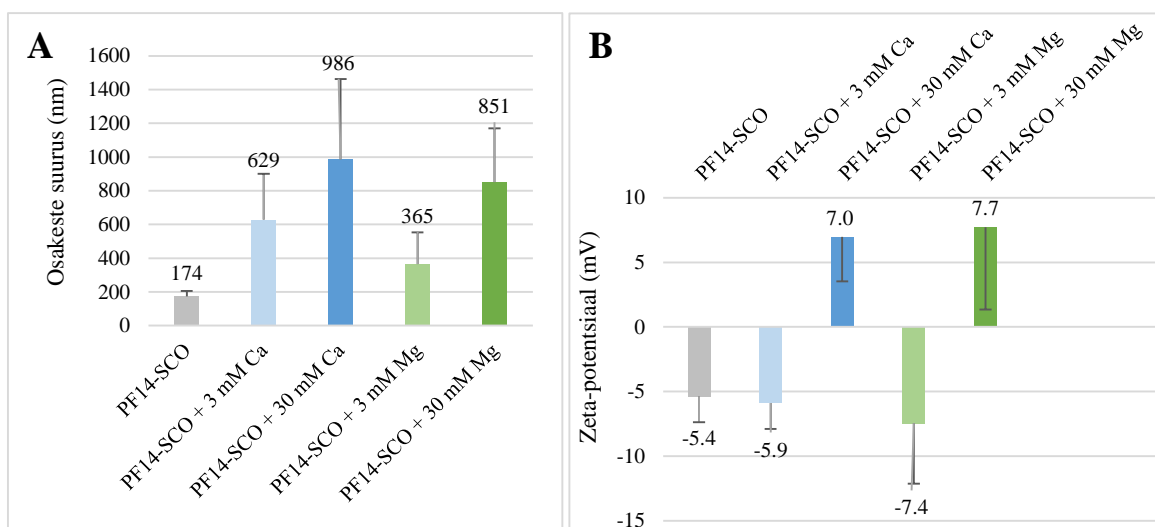 A
Osakeste suurus (nm)
1600
1400
1200
1000
800
600
400
200
0
174
629
986
365
851
PF14-SCO
PF14-SCO + 3 mM Ca
PF14-SCO + 30 mM Ca
PF14-SCO + 3 mM Mg
PF14-SCO + 30 mM Mg
B
PF14-SCO
PF14-SCO + 3 mM Ca
PF14-SCO + 30 mM Ca
PF14-SCO + 3 mM Mg
PF14-SCO + 30 mM Mg
Zeta-potentsiaal (mV)
10
5
0
-5
-10
-15
-5.4
-5.9
7.0
-7.4
7.7